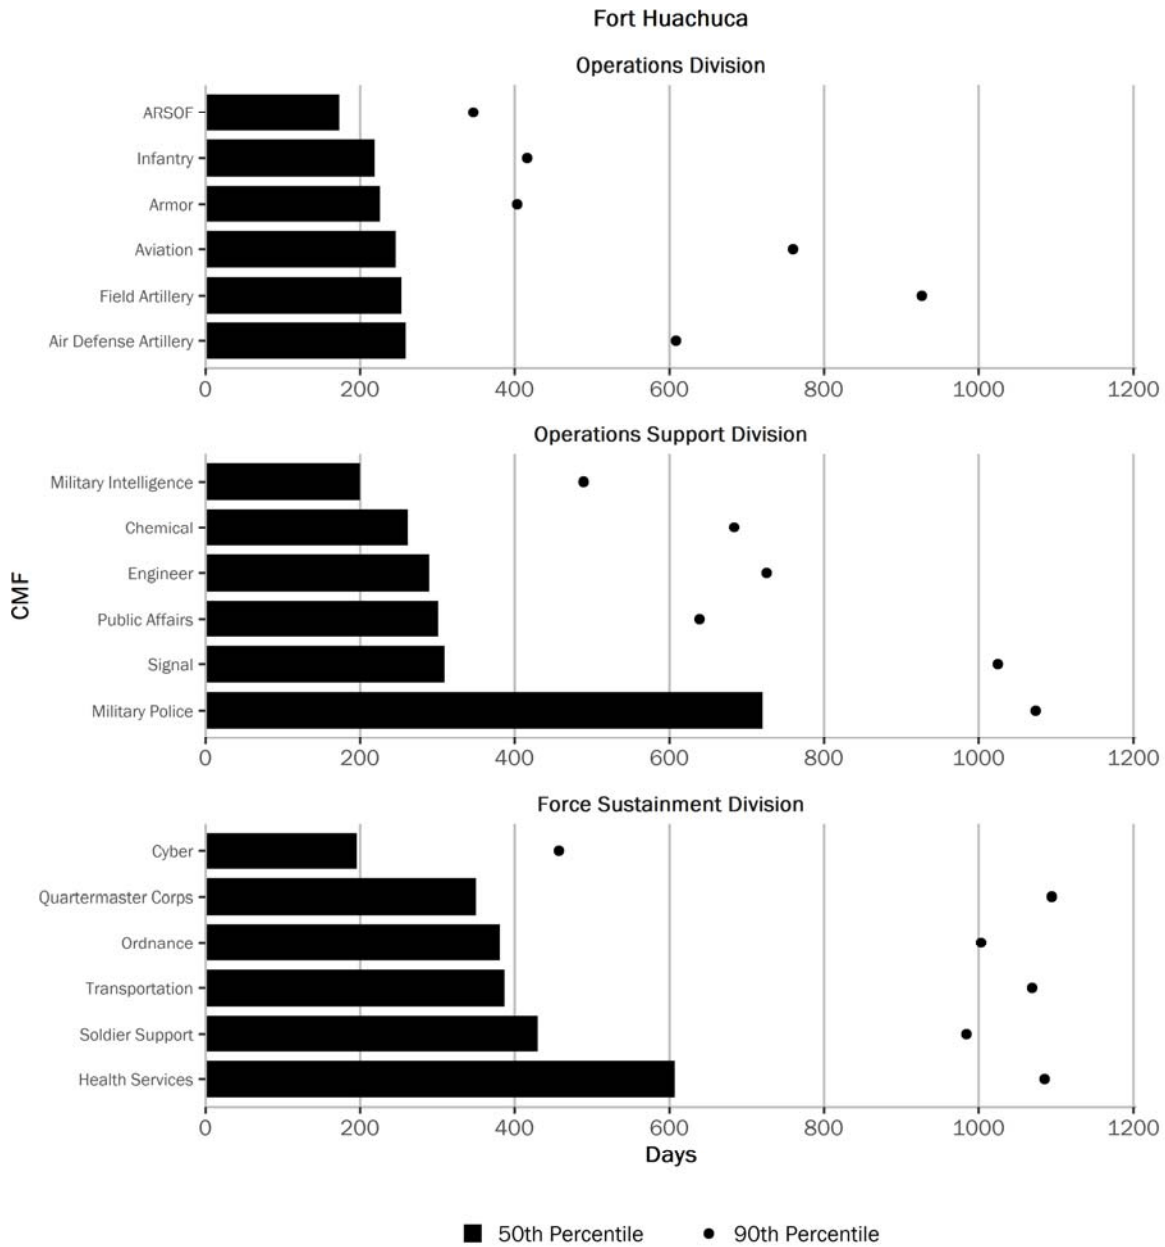 Fort Huachuca
Operations Division
ARSOF
Infantry
Armor
Aviation
Field Artillery
Air Defense Artillery
0 200 400 600 800 1000 1200
Operations Support Division
Military Intelligence
Chemical
Engineer
Public Affairs
Signal
Military Police
0 200 400 600 800 1000 1200
CMF
Force Sustainment Division
Cyber
Quartermaster Corps
Ordnance
Transportation
Soldier Support
Health Services
0 200 400 600 800 1000 1200
Days
50th Percentile 90th Percentile